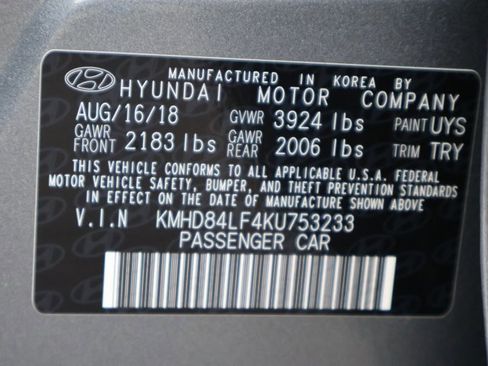 MANUFACTURED IN KOREA BY
HYUNDAI MOTOR COMPANY
AUG/16/18 GVWR 3924 lbs PAINT UYS
GAWR FRONT 2183 lbs GAWR REAR 2006 lbs TRIM TRY
THIS VEHICLE CONFORMS TO ALL APPLICABLE U.S.A. FEDERAL
MOTOR VEHICLE SAFETY, BUMPER, AND THEFT PREVENTION STANDARDS
IN EFFECT ON THE DATE OF MANUFACTURE SHOWN ABOVE
V.I.N KMHD84LF4KU753233
PASSENGER CAR